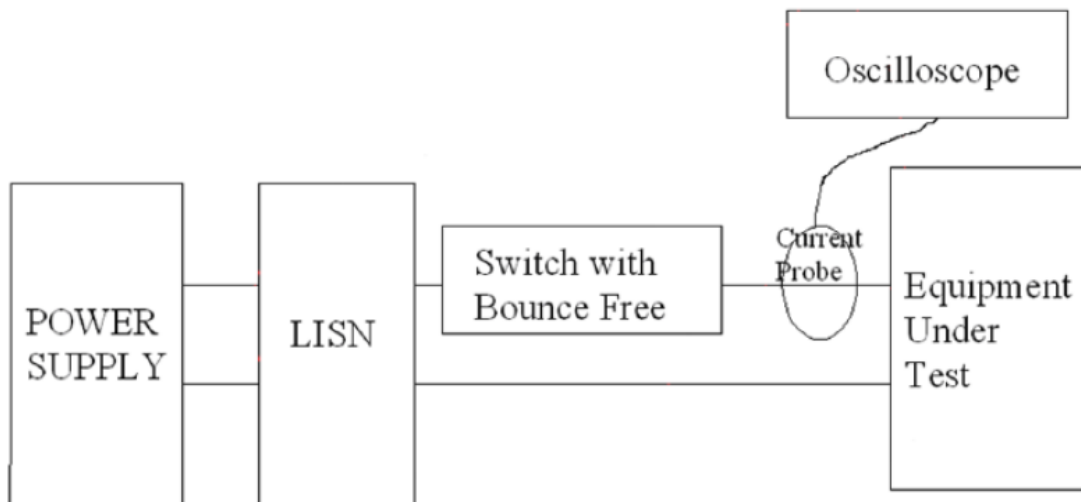 Oscilloscope
Current
Probe
Switch with
Bounce Free
POWER
SUPPLY
LISN
Equipment
Under
Test